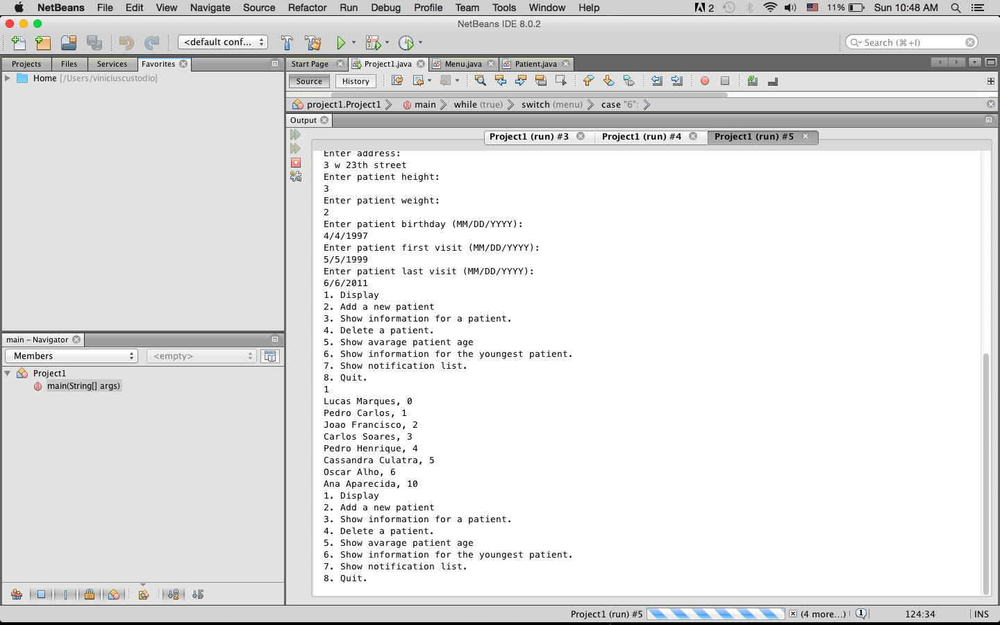 NetBeans File Edit View Navigate Source Refactor Run Debug Profile Team Tools Window Help 2 11% Sun 10:48 AM
NetBeans IDE 8.0.2
<default conf... Search (⌘+I)
Projects Files Services Favorites
Home [/Users/viniciuscustodio]
Start Page Project1.java Menu.java Patient.java
Source History
project1.Project1 main while (true) switch (menu) case "6":
Output
Project1 (run) #3 Project1 (run) #4 Project1 (run) #5
Enter address:
3 w 23th street
Enter patient height:
3
Enter patient weight:
2
Enter patient birthday (MM/DD/YYYY):
4/4/1997
Enter patient first visit (MM/DD/YYYY):
5/5/1999
Enter patient last visit (MM/DD/YYYY):
6/6/2011
1. Display
2. Add a new patient
3. Show information for a patient.
4. Delete a patient.
5. Show avarage patient age
6. Show information for the youngest patient.
7. Show notification list.
8. Quit.
1
Lucas Marques, 0
Pedro Carlos, 1
Joao Francisco, 2
Carlos Soares, 3
Pedro Henrique, 4
Cassandra Culatra, 5
Oscar Alho, 6
Ana Aparecida, 10
1. Display
2. Add a new patient
3. Show information for a patient.
4. Delete a patient.
5. Show avarage patient age
6. Show information for the youngest patient.
7. Show notification list.
8. Quit.
main - Navigator
Members <empty>
Project1
main(String[] args)
Project1 (run) #5 (4 more...) 1 124:34 INS